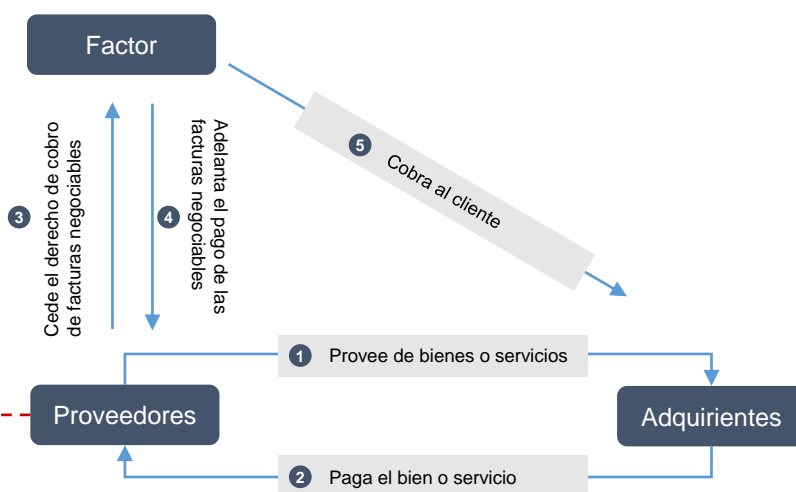 Factor
3
Cede el derecho de cobro
de facturas negociables
4
Adelanta el pago de las
facturas negociables
5
Cobra al cliente
1
Provee de bienes o servicios
Proveedores
Adquirientes
2
Paga el bien o servicio